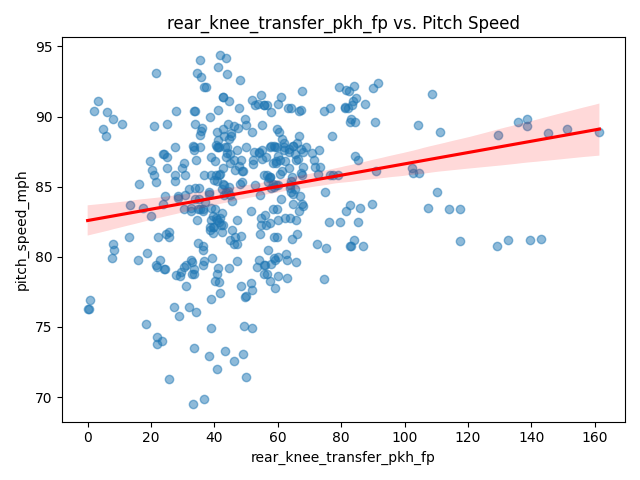 rear_knee_transfer_pkh_fp vs. Pitch Speed
95
90
85
80
75
70
pitch_speed_mph
0 20 40 60 80 100 120 140 160
rear_knee_transfer_pkh_fp